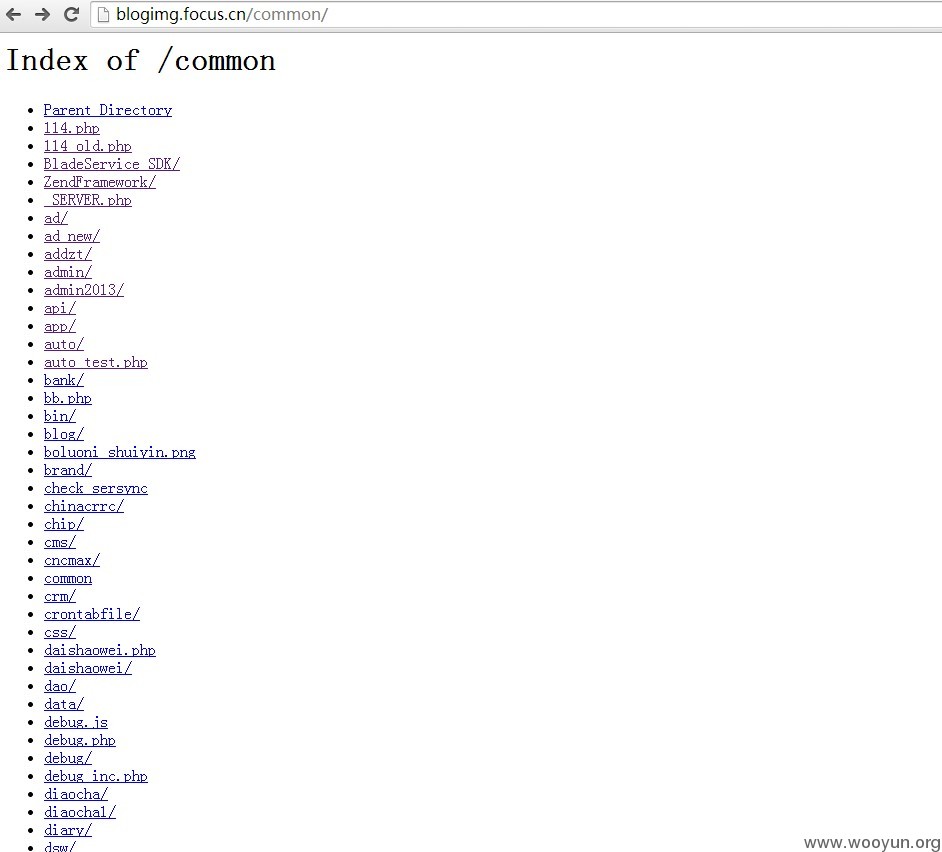 blogimg.focus.cn/common/
Index of /common
Parent Directory
114.php
114_old.php
BladeService_SDK/
ZendFramework/
_SERVER.php
ad/
ad_new/
addzt/
admin/
admin2013/
api/
app/
auto/
auto_test.php
bank/
bb.php
bin/
blog/
boluoni_shuiyin.png
brand/
check_sersync
chinacrrc/
chip/
cms/
cncmax/
common
crm/
crontabfile/
css/
daishaowei.php
daishaowei/
dao/
data/
debug.js
debug.php
debug/
debug_inc.php
diaocha/
diaocha1/
diary/
dsw/
www.wooyun.org